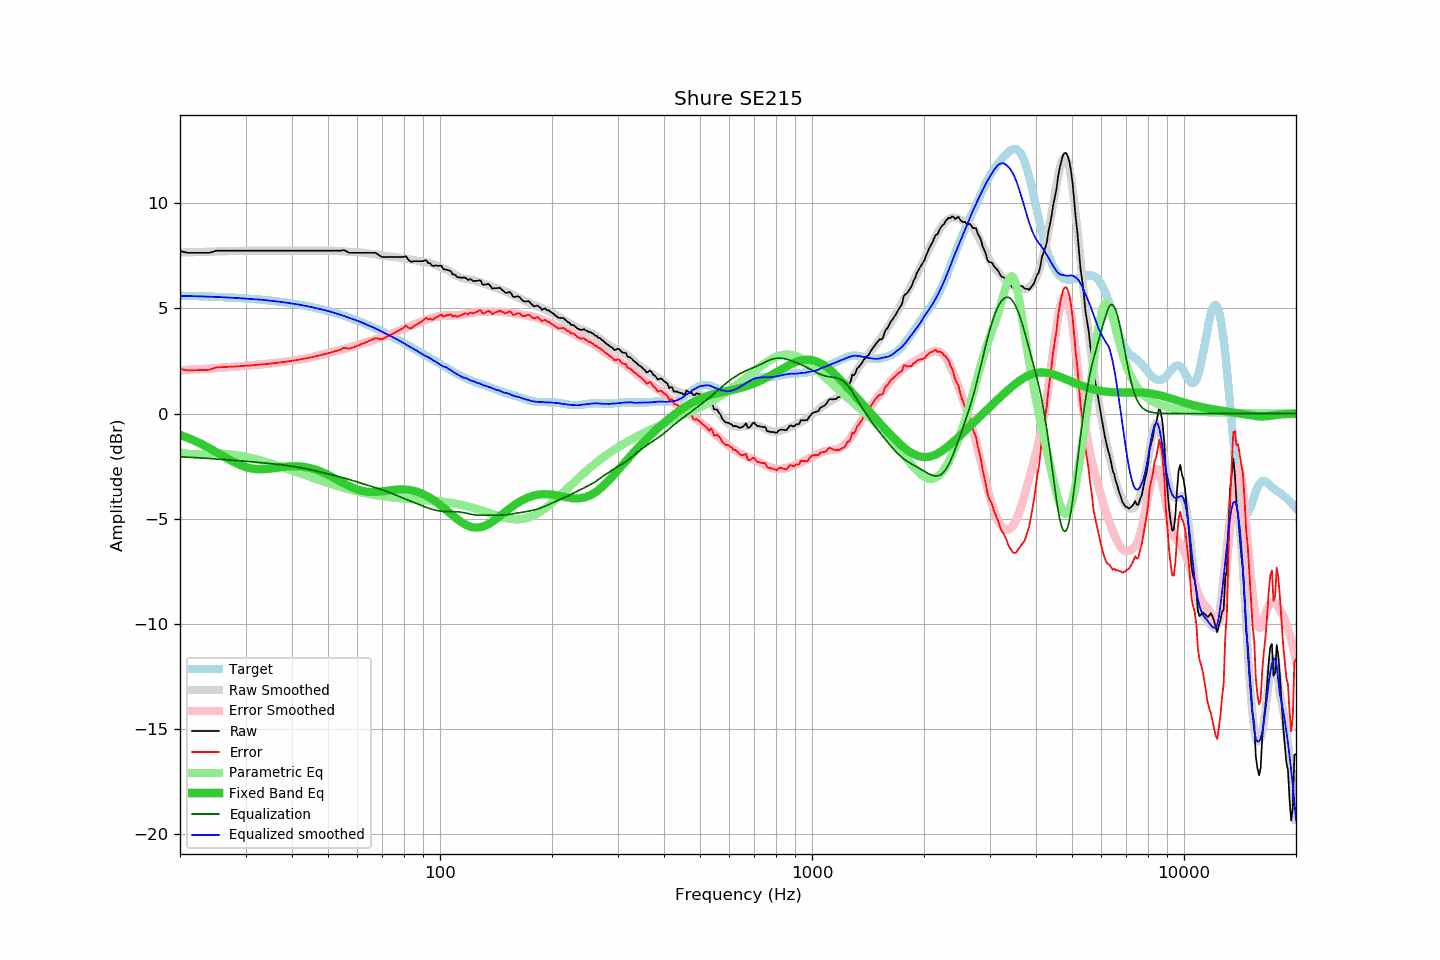 Shure SE215
Amplitude (dBr)
10
5
0
−5
−10
−15
−20
Target
Raw Smoothed
Error Smoothed
Raw
Error
Parametric Eq
Fixed Band Eq
Equalization
Equalized smoothed
100
1000
10000
Frequency (Hz)